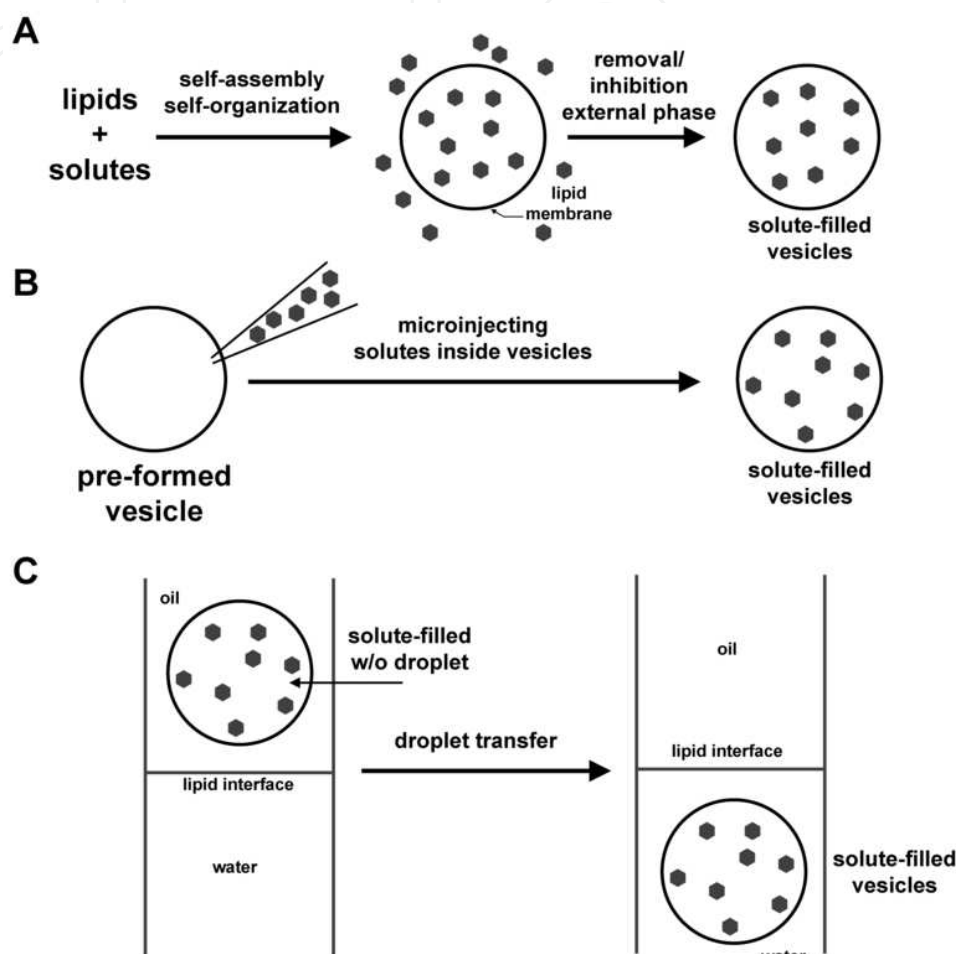 A
lipids
+
solutes
self-assembly
self-organization
lipid
membrane
removal/
inhibition
external phase
solute-filled
vesicles
B
pre-formed
vesicle
microinjecting
solutes inside vesicles
solute-filled
vesicles
C
oil
lipid interface
water
solute-filled
w/o droplet
droplet transfer
oil
lipid interface
solute-filled
vesicles
water